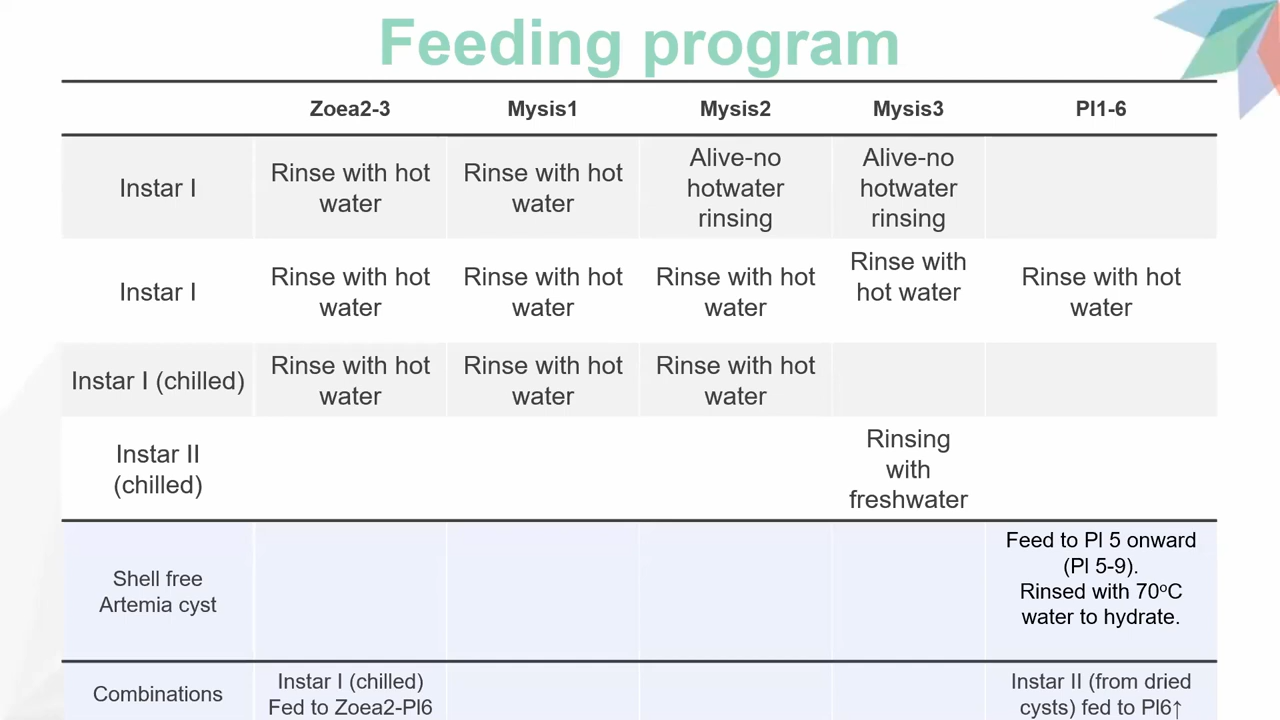 Feeding program
Zoea2-3 Mysis1 Mysis2 Mysis3 Pl1-6
Instar I
Rinse with hot
water
Rinse with hot
water
Alive-no
hotwater
rinsing
Alive-no
hotwater
rinsing
Instar I
Rinse with hot
water
Rinse with hot
water
Rinse with hot
water
Rinse with
hot water
Rinse with hot
water
Instar I (chilled)
Rinse with hot
water
Rinse with hot
water
Rinse with hot
water
Instar II
(chilled)
Rinsing
with
freshwater
Shell free
Artemia cyst
Feed to Pl 5 onward
(Pl 5-9).
Rinsed with 70ºC
water to hydrate.
Combinations
Instar I (chilled)
Fed to Zoea2-Pl6
Instar II (from dried
cysts) fed to Pl6↑